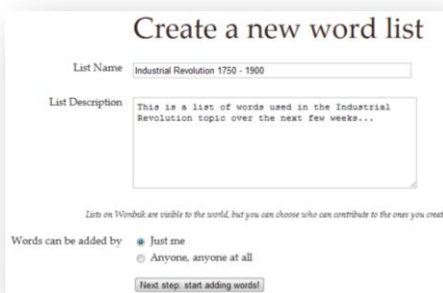 Create a new word list
List Name
Industrial Revolution 1750 - 1900
List Description
This is a list of words used in the Industrial
Revolution topic over the next few weeks...
Lists on Wordnik are visible to the world, but you can choose who can contribute to the ones you creat
Words can be added by
Just me
Anyone, anyone at all
Next step: start adding words!